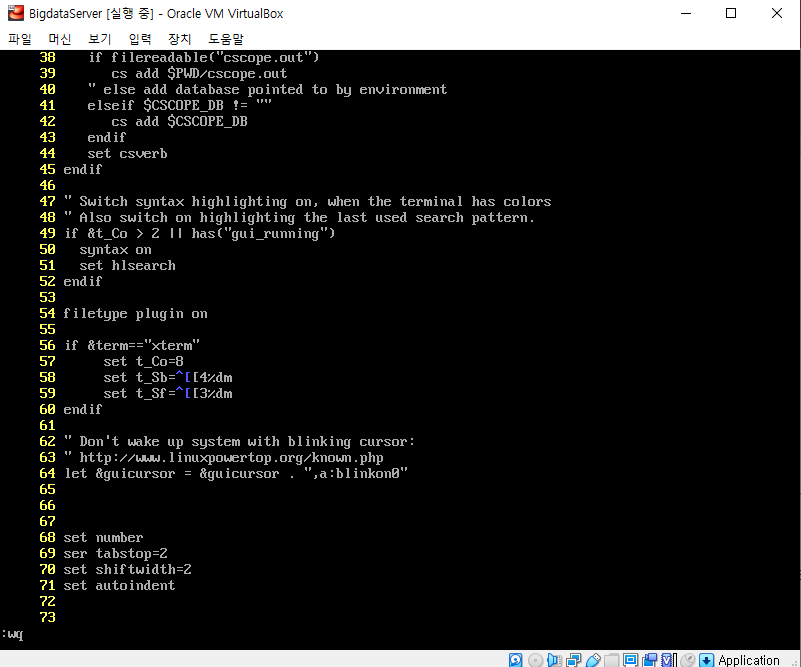 BigdataServer [실행 중] - Oracle VM VirtualBox
파일 머신 보기 입력 장치 도움말
38    if filereadable("cscope.out")
39       cs add $PWD/cscope.out
40    " else add database pointed to by environment
41    elseif $CSCOPE_DB != ""
42       cs add $CSCOPE_DB
43    endif
44    set csverb
45 endif
46
47 " Switch syntax highlighting on, when the terminal has colors
48 " Also switch on highlighting the last used search pattern.
49 if &t_Co > 2 || has("gui_running")
50   syntax on
51   set hlsearch
52 endif
53
54 filetype plugin on
55
56 if &term=="xterm"
57      set t_Co=8
58      set t_Sb=^[[4%dm
59      set t_Sf=^[[3%dm
60 endif
61
62 " Don't wake up system with blinking cursor:
63 " http://www.linuxpowertop.org/known.php
64 let &guicursor = &guicursor . ",a:blinkon0"
65
66
67
68 set number
69 ser tabstop=2
70 set shiftwidth=2
71 set autoindent
72
73
:wq
Application